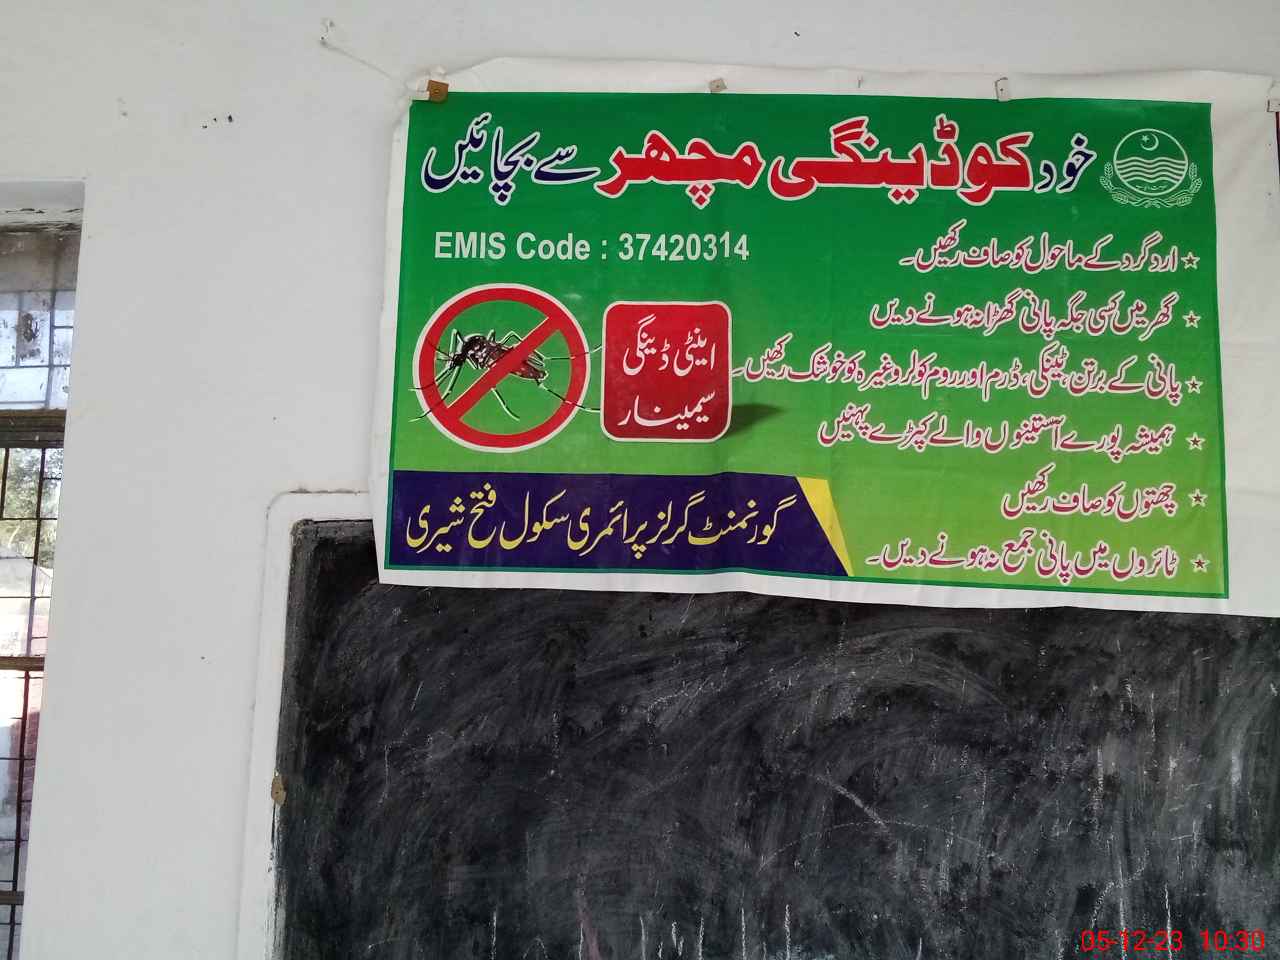 خود کو ڈینگی مچھر سے بچائیں
EMIS Code : 37420314
اینٹی ڈینگی
سیمینار
☆ ارد گرد کے ماحول کو صاف رکھیں۔
☆ گھر میں کسی جگہ پانی کھڑا نہ ہونے دیں
☆ پانی کے برتن، ٹینکی، ڈرم اور روم کولر وغیرہ کو خوشک رکھیں۔
☆ ہمیشہ پورے آستینوں والے کپڑے پہنیں
☆ چھتوں کو صاف رکھیں
☆ ٹائروں میں پانی جمع نہ ہونے دیں۔
گورنمنٹ گرلز پرائمری سکول فتح شیری
05-12-23 10:30